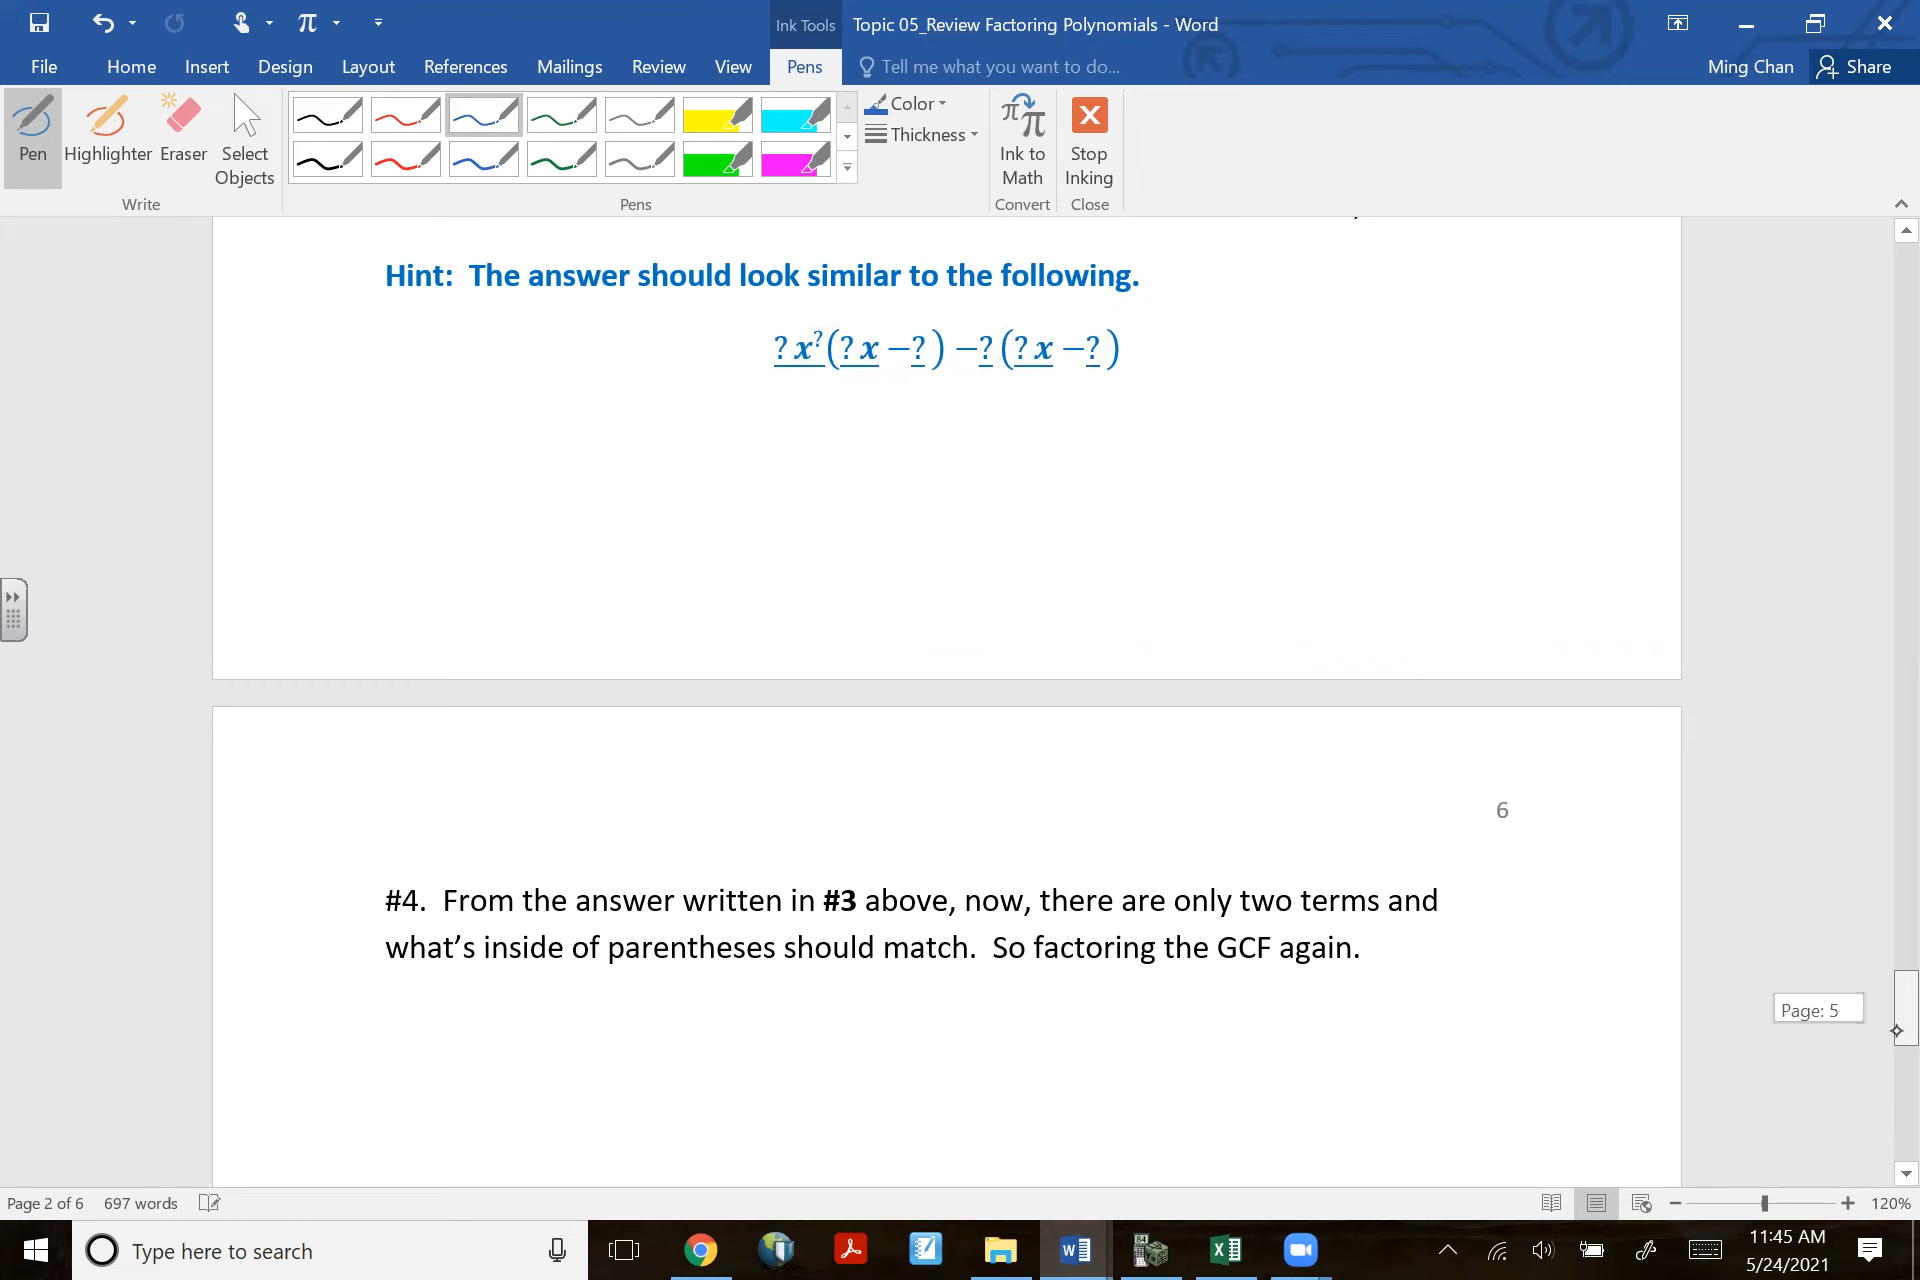 Ink Tools
Topic 05_Review Factoring Polynomials - Word
File Home Insert Design Layout References Mailings Review View Pens Tell me what you want to do... Ming Chan Share
Pen Highlighter Eraser Select Objects
Color
Thickness
Ink to Math
Stop Inking
Write Pens Convert Close
Hint: The answer should look similar to the following.
? x^?(? x −?) −? (? x −?)
6
#4. From the answer written in #3 above, now, there are only two terms and
what’s inside of parentheses should match. So factoring the GCF again.
Page: 5
Page 2 of 6 697 words 120%
Type here to search
11:45 AM
5/24/2021